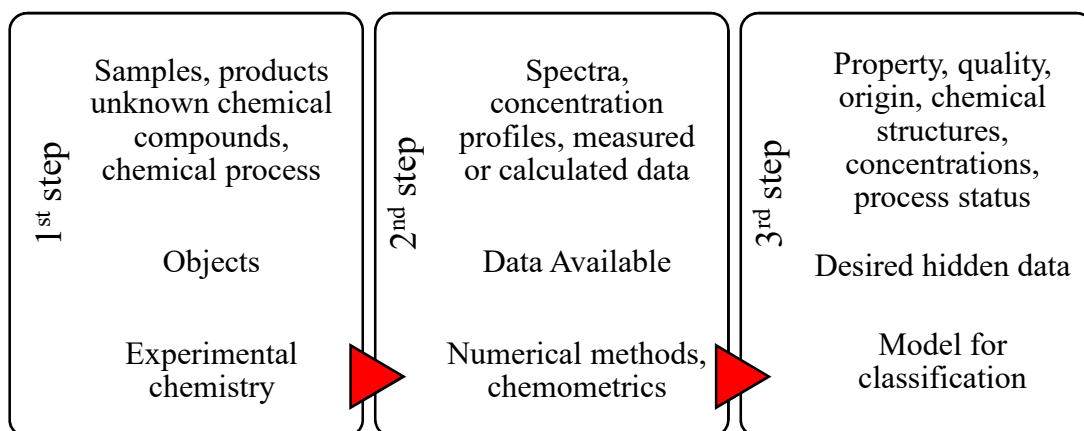 1st step
Samples, products
unknown chemical
compounds,
chemical process
Objects
Experimental
chemistry
2nd step
Spectra,
concentration
profiles, measured
or calculated data
Data Available
Numerical methods,
chemometrics
3rd step
Property, quality,
origin, chemical
structures,
concentrations,
process status
Desired hidden data
Model for
classification